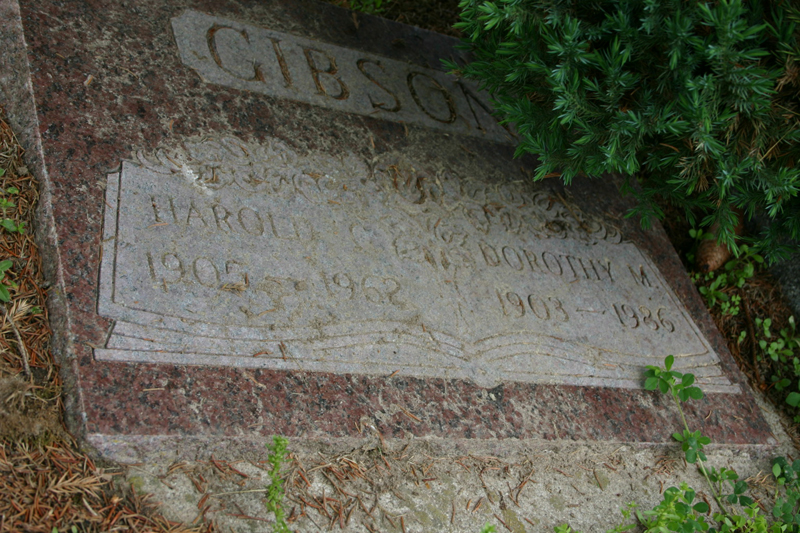 GIBSON
HAROLD C.
1905 - 1962
DOROTHY M.
1903 - 1986